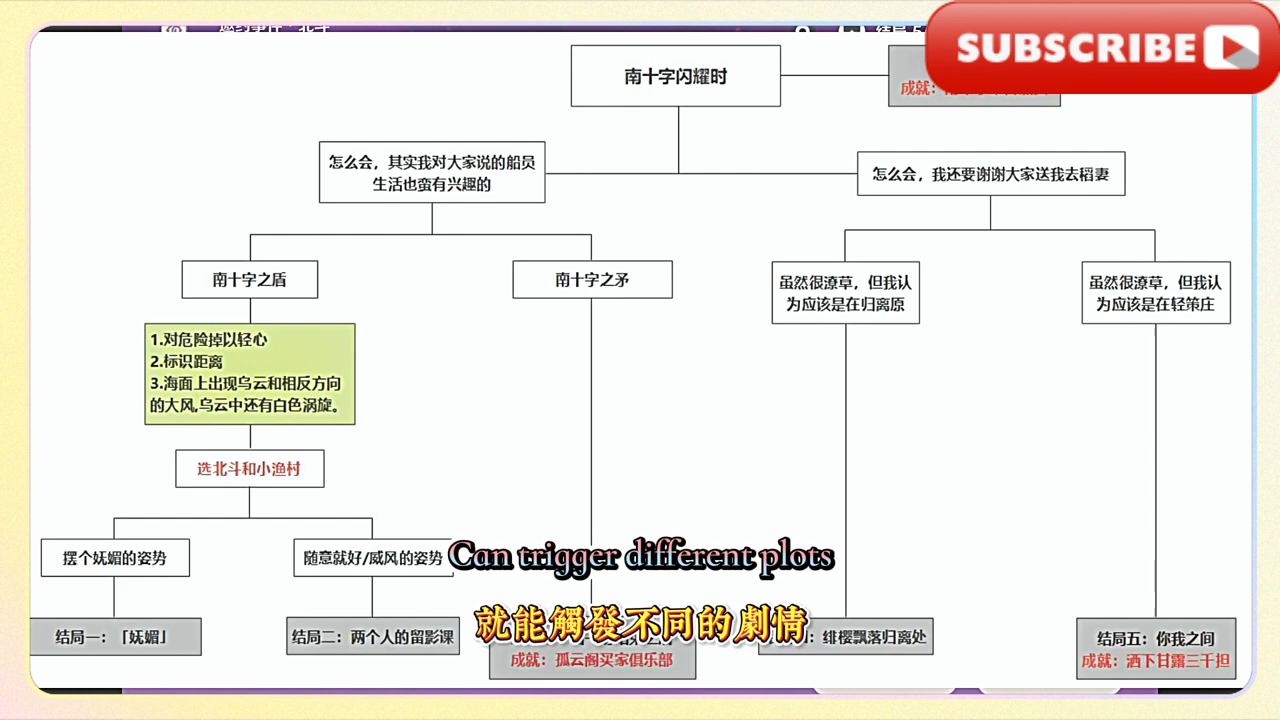 邀约事件·北斗
SUBSCRIBE
南十字闪耀时
成就：
怎么会，其实我对大家说的船员
生活也蛮有兴趣的
怎么会，我还要谢谢大家送我去稻妻
南十字之盾
南十字之矛
虽然很潦草，但我认
为应该是在归离原
虽然很潦草，但我认
为应该是在轻策庄
1.对危险掉以轻心
2.标识距离
3.海面上出现乌云和相反方向
的大风,乌云中还有白色涡旋。
选北斗和小渔村
摆个妩媚的姿势
随意就好/威风的姿势
Can trigger different plots
就能觸發不同的劇情
结局一：「妩媚」
结局二：两个人的留影课
成就：孤云阁买家俱乐部
：绯樱飘落归离处
结局五：你我之间
成就：洒下甘露三千担